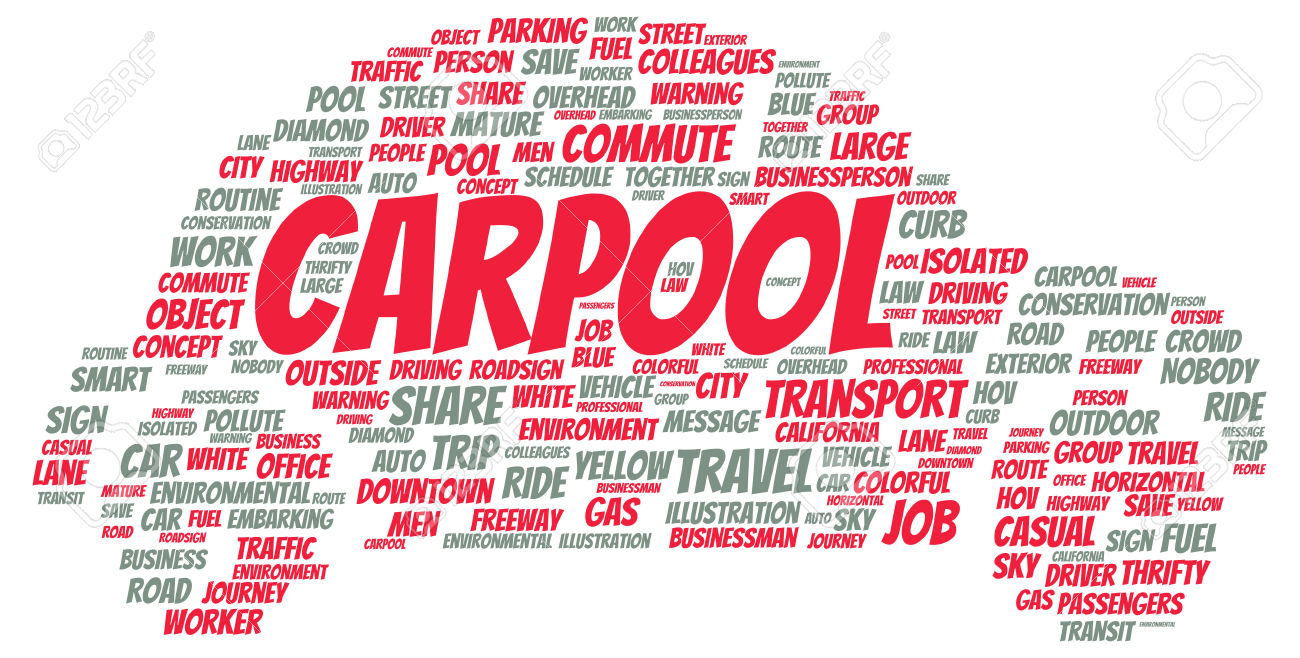 PARKING WORK STREET
OBJECT FUEL EXTERIOR
COMMUTE PERSON SAVE COLLEAGUES ENVIRONMENT
TRAFFIC WORKER POLLUTE
POOL STREET SHARE OVERHEAD WARNING BLUE TRAFFIC
DIAMOND DRIVER MATURE OVERHEAD EMBARKING BUSINESSPERSON GROUP
LANE TRANSPORT PEOPLE POOL MEN COMMUTE TOGETHER ROUTE LARGE
CITY HIGHWAY CONCEPT SCHEDULE TOGETHER SIGN BUSINESSPERSON SHARE
ROUTINE ILLUSTRATION AUTO DRIVER SMART OUTDOOR
CONSERVATION CARPOOL CURB
WORK CROWD HOV POOL ISOLATED
COMMUTE THRIFTY LARGE LAW CONCEPT LAW DRIVING CARPOOL VEHICLE
OBJECT PASSENGERS STREET TRANSPORT CONSERVATION PERSON OUTSIDE
CONCEPT SKY JOB RIDE LAW ROAD PEOPLE CROWD
ROUTINE FREEWAY NOBODY BLUE WHITE COLORFUL EXTERIOR FREEWAY NOBODY
SMART OUTSIDE DRIVING ROADSIGN COLORFUL SCHEDULE OVERHEAD PROFESSIONAL
PASSENGERS WARNING SHARE WHITE VEHICLE CONSERVATION CITY TRANSPORT HOV PERSON RIDE
SIGN HIGHWAY POLLUTE DRIVING PROFESSIONAL GROUP MESSAGE CURB OUTDOOR
CASUAL ISOLATED WARNING BUSINESS DIAMOND ENVIRONMENT CALIFORNIA LANE TRAVEL JOURNEY MESSAGE
LANE CAR WHITE OFFICE AUTO TRIP COLLEAGUES YELLOW TRAVEL VEHICLE DIAMOND PARKING GROUP TRAVEL TRIP
TRANSIT MATURE ENVIRONMENTAL ROUTE DOWNTOWN RIDE BUSINESSMAN CAR COLORFUL DOWNTOWN ROUTE OFFICE HORIZONTAL PEOPLE
SAVE CAR FUEL EMBARKING MEN FREEWAY GAS ILLUSTRATION HORIZONTAL AUTO SKY JOB HOV HIGHWAY SAVE YELLOW
ROAD ROADSIGN TRAFFIC CARPOOL ENVIRONMENTAL ILLUSTRATION BUSINESSMAN JOURNEY CASUAL SIGN FUEL
BUSINESS ENVIRONMENT CALIFORNIA
ROAD JOURNEY SKY DRIVER THRIFTY
WORKER GAS PASSENGERS
TRANSIT ENVIRONMENTAL
123RF